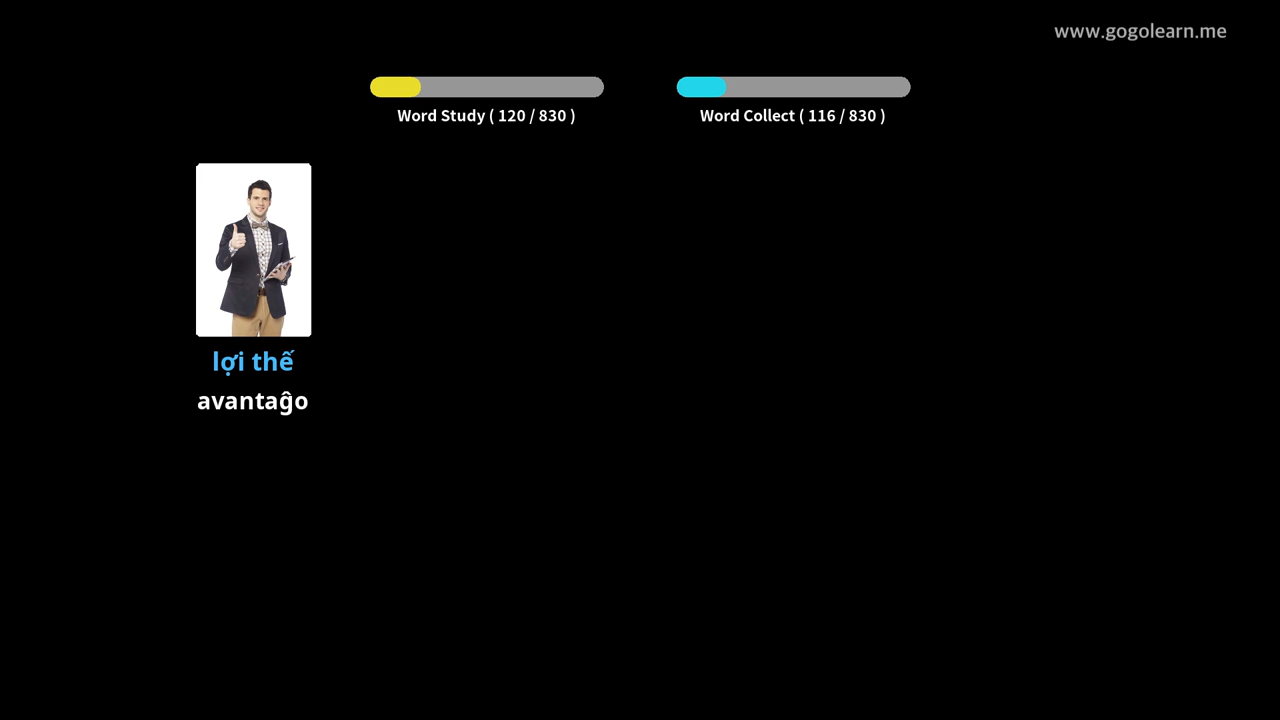 www.gogolearn.me
Word Study ( 120 / 830 )
Word Collect ( 116 / 830 )
lợi thế
avantaĝo